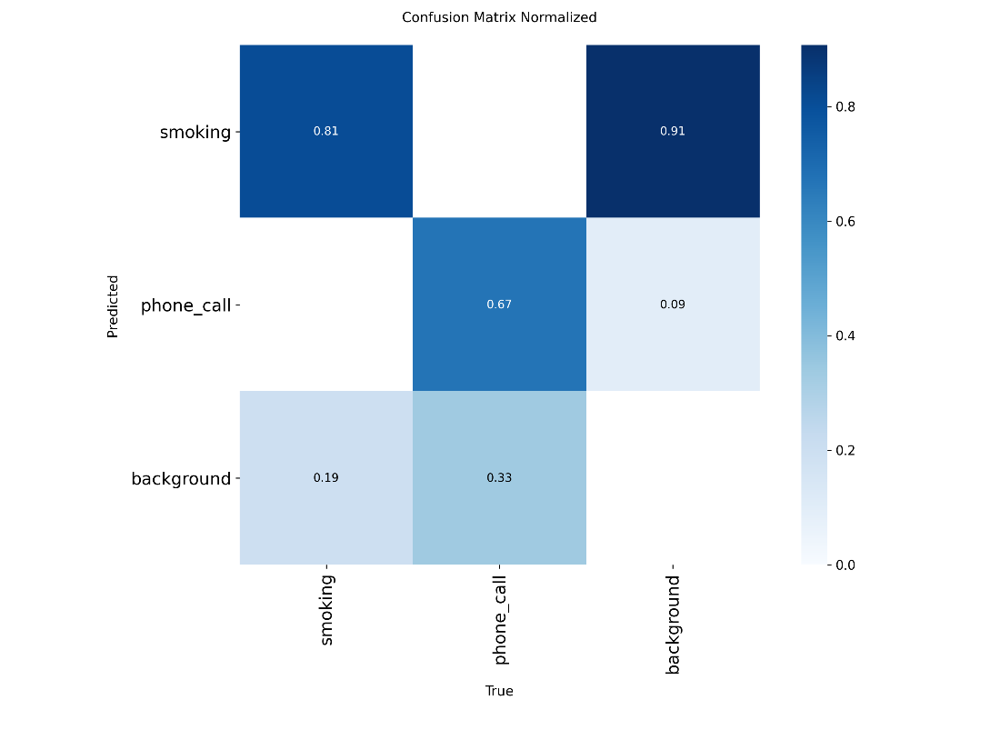 Confusion Matrix Normalized
smoking
0.81
0.91
0.8
0.6
Predicted
phone_call
0.67
0.09
0.4
background
0.19
0.33
0.2
0.0
smoking
phone_call
background
True